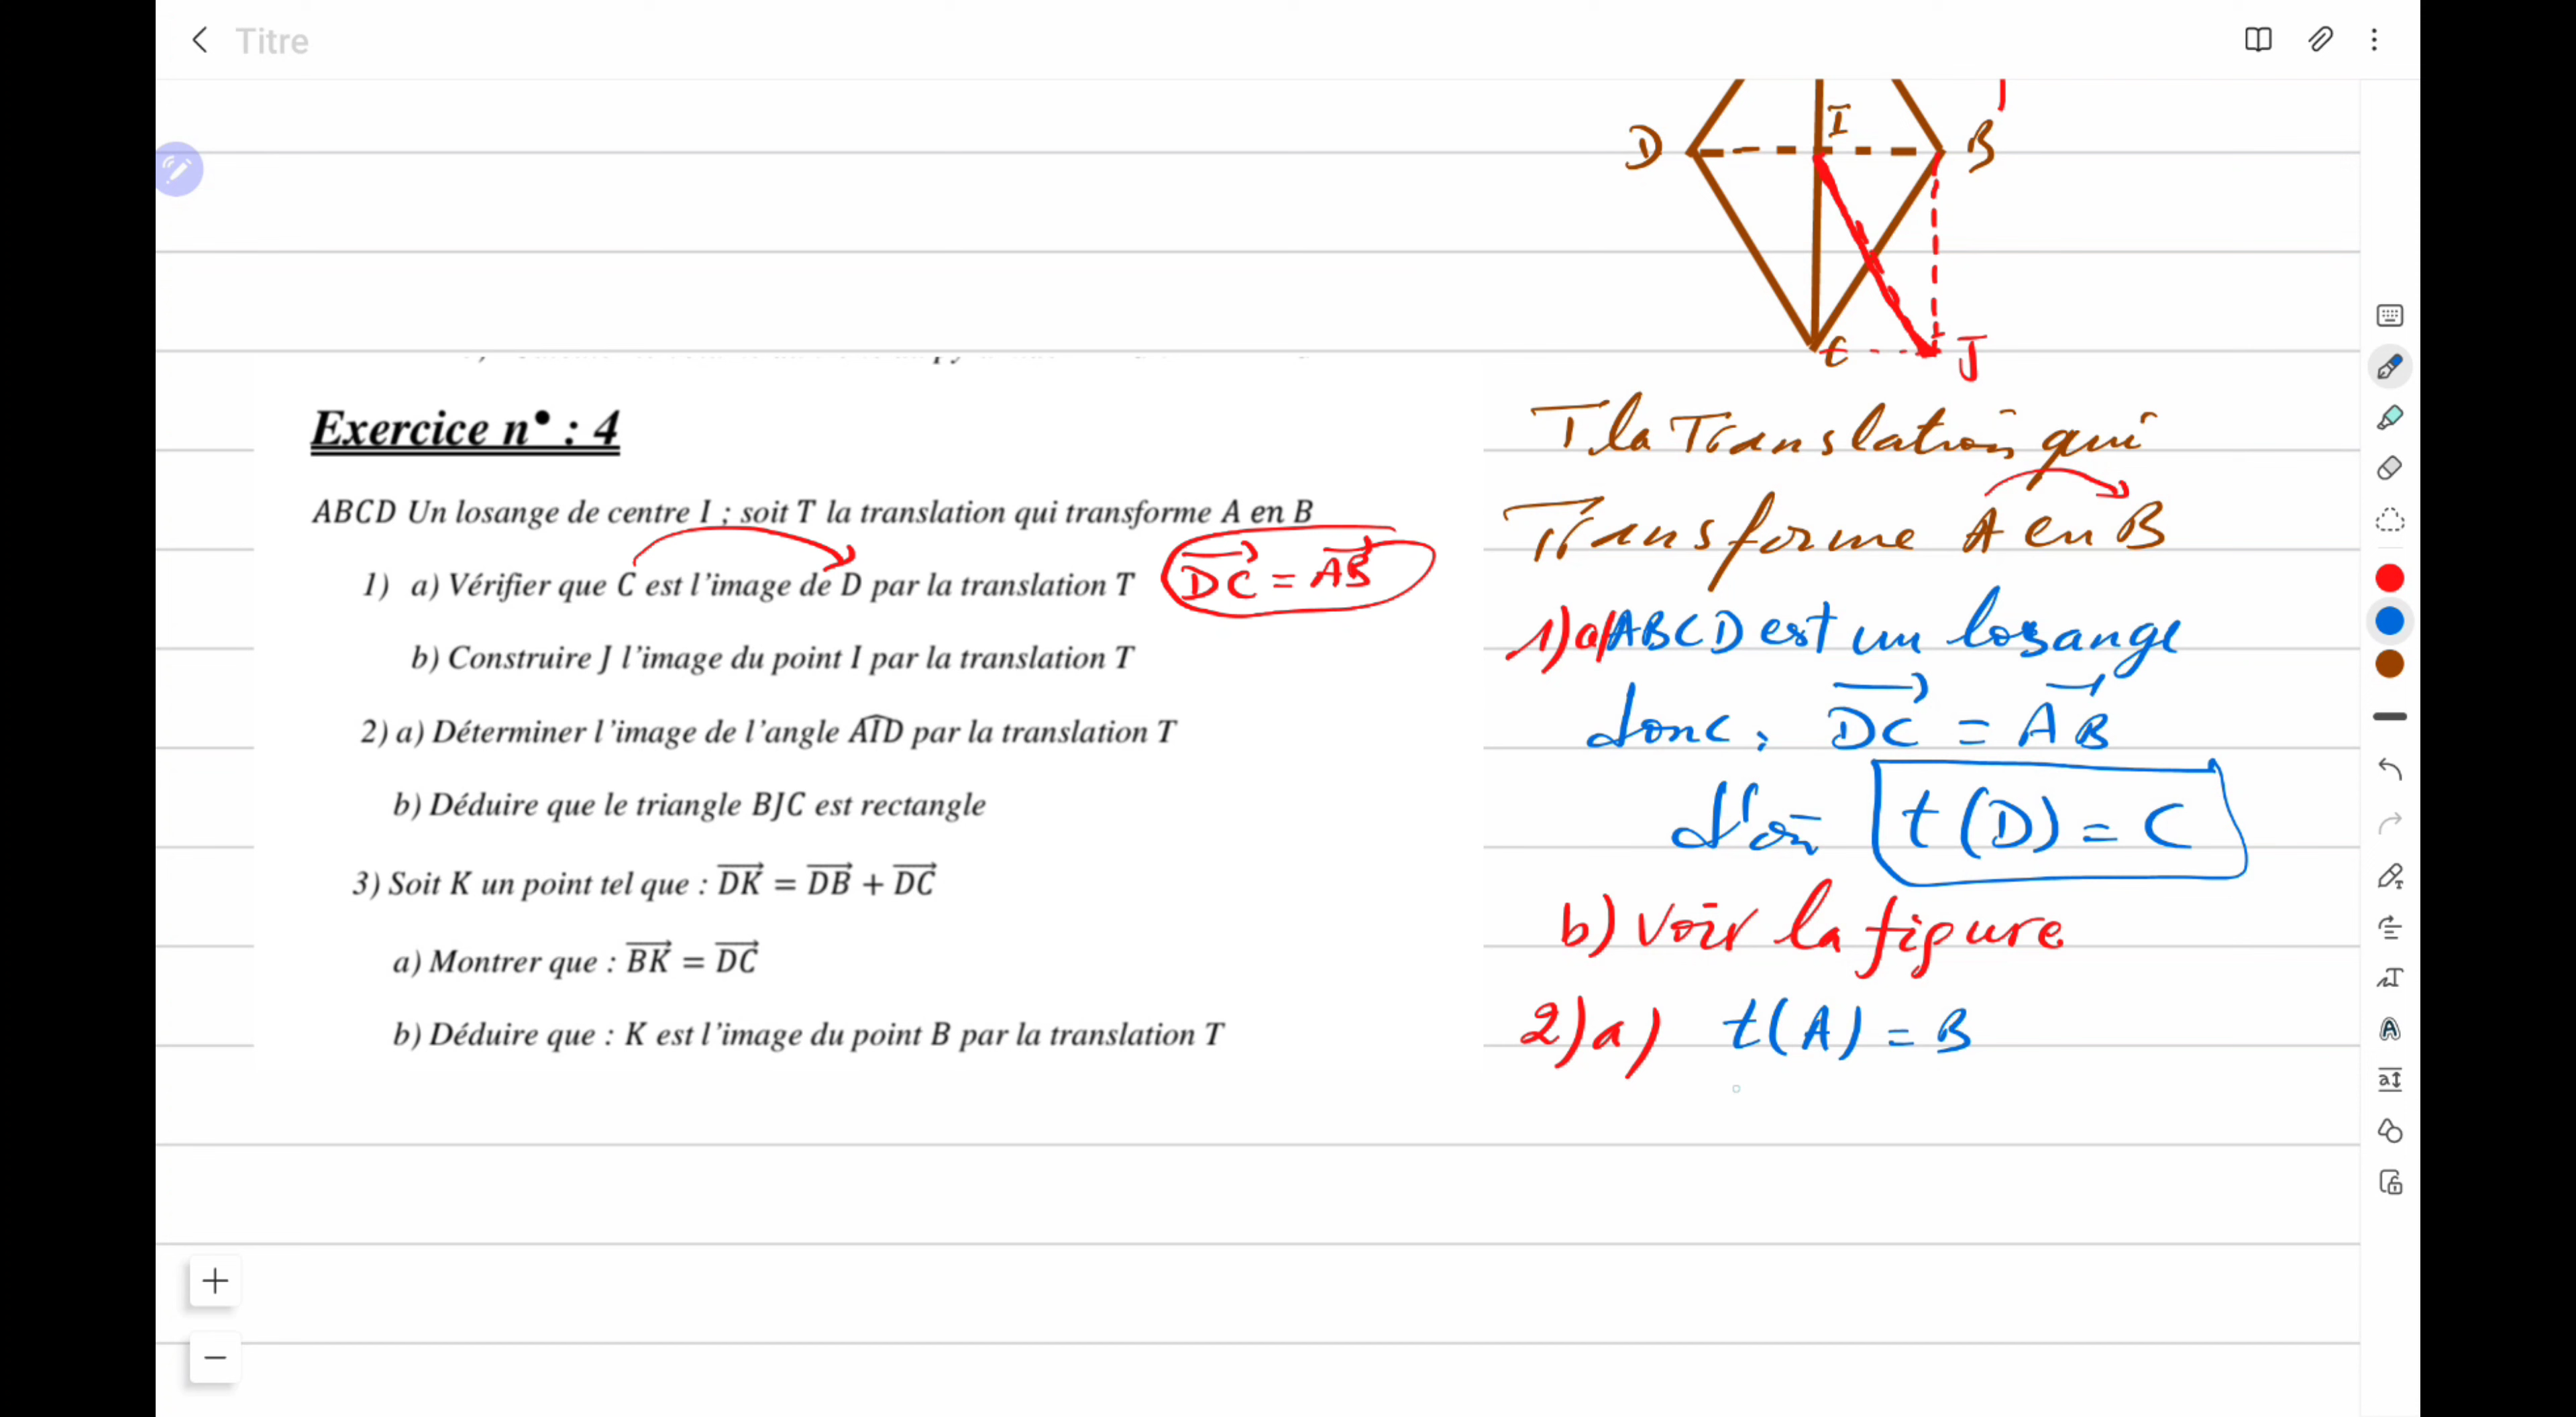 Titre
I
D
B
C
J
Exercice n° : 4
ABCD Un losange de centre I ; soit T la translation qui transforme A en B
1) a) Vérifier que C est l'image de D par la translation T
DC = AB
b) Construire J l'image du point I par la translation T
2) a) Déterminer l'image de l'angle AID par la translation T
b) Déduire que le triangle BJC est rectangle
3) Soit K un point tel que : DK = DB + DC
a) Montrer que : BK = DC
b) Déduire que : K est l'image du point B par la translation T
T la Translation qui
Transforme A en B
1)a) ABCD est un losange
donc, DC = AB
d'où t(D) = C
b) Voir la figure
2)a) t(A) = B